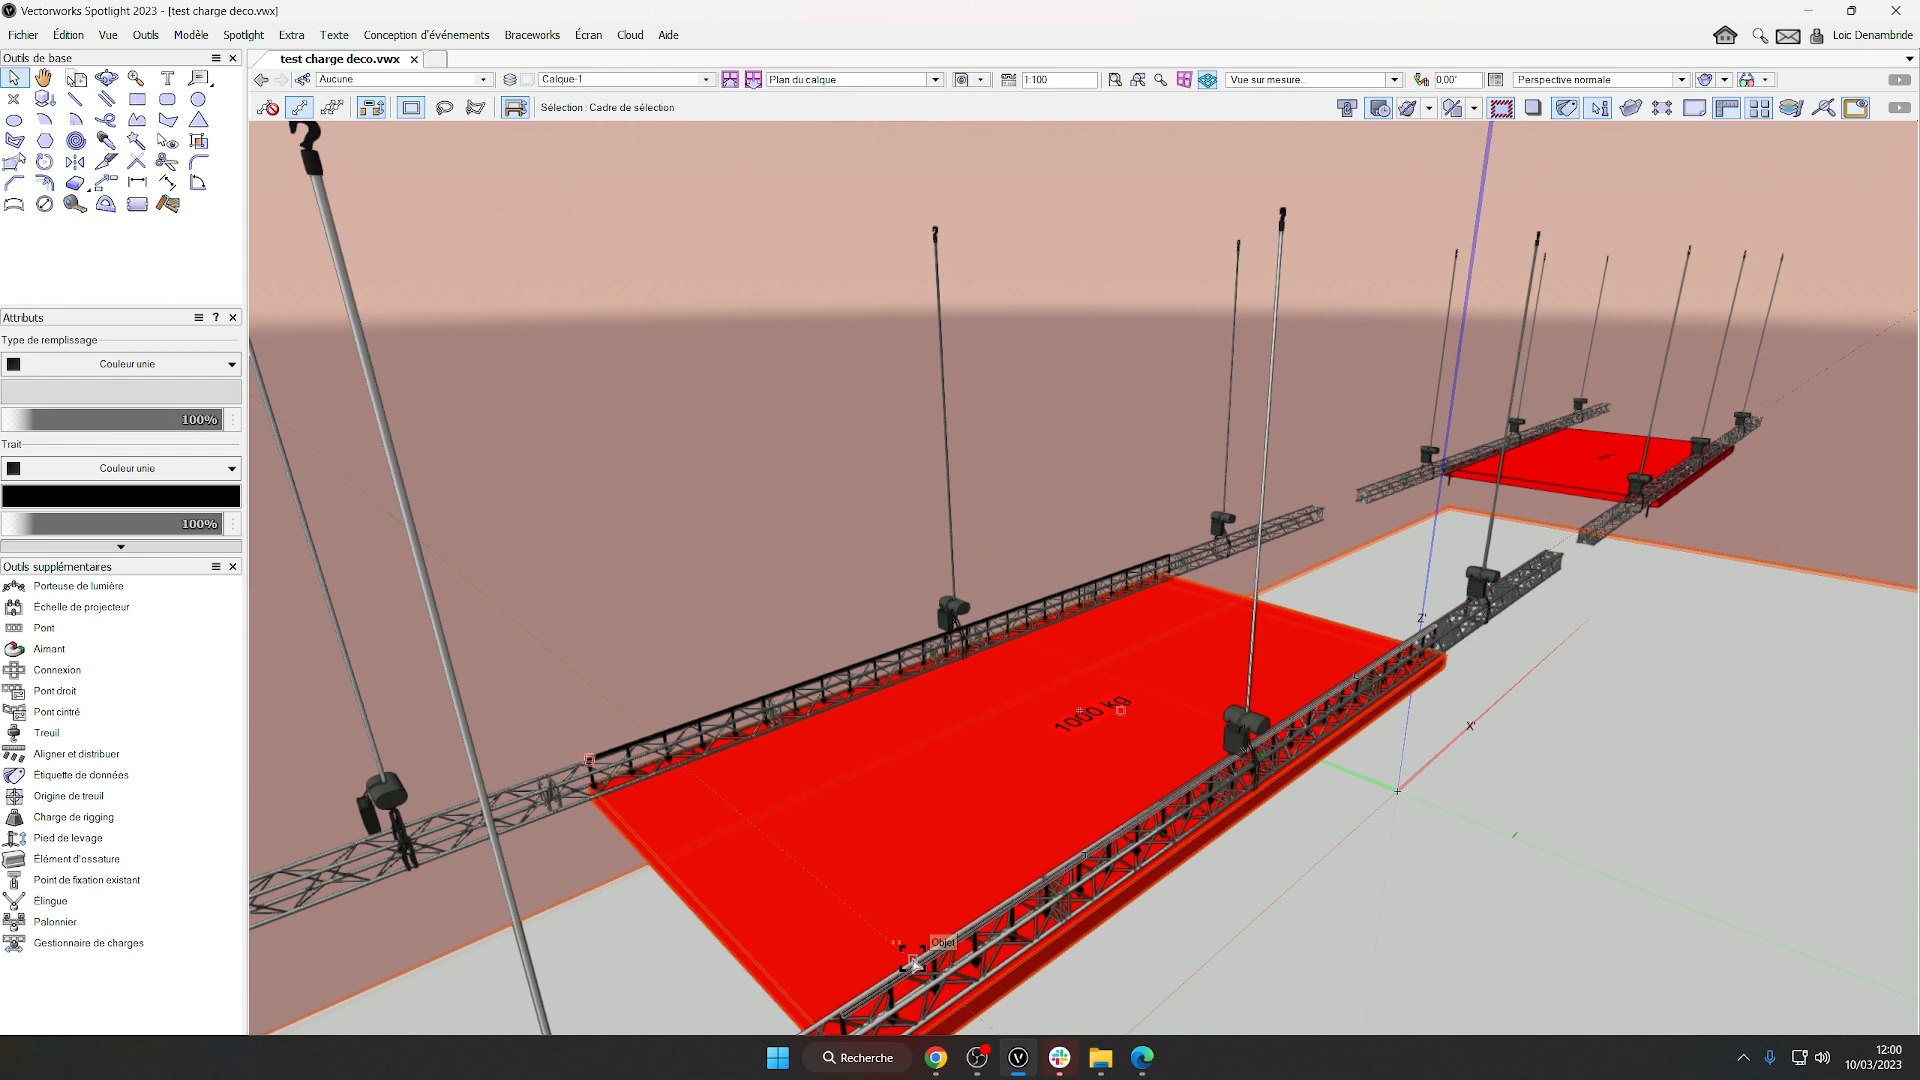 Vectorworks Spotlight 2023 - [test charge deco.vwx]
Fichier Édition Vue Outils Modèle Spotlight Extra Texte Conception d'événements Braceworks Écran Cloud Aide
Loic Denambride
Outils de base
test charge deco.vwx
Aucune
Calque-1
Plan du calque
1:100
Vue sur mesure...
0,00°
Perspective normale
Sélection : Cadre de sélection
Attributs
Type de remplissage
Couleur unie
100%
Trait
Couleur unie
100%
Outils supplémentaires
Porteuse de lumière
Échelle de projecteur
Pont
Aimant
Connexion
Pont droit
Pont cintré
Treuil
Aligner et distribuer
Étiquette de données
Origine de treuil
Charge de rigging
Pied de levage
Élément d'ossature
Point de fixation existant
Élingue
Palonnier
Gestionnaire de charges
1000 kg
Z'
X'
Objet
Recherche
12:00
10/03/2023